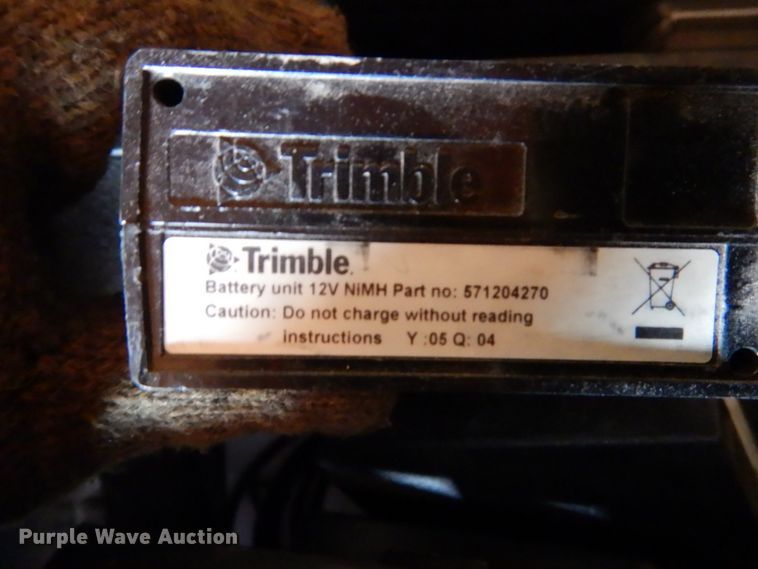 Trimble
Trimble.
Battery unit 12V NiMH Part no: 571204270
Caution: Do not charge without reading
instructions Y :05 Q: 04
Purple Wave Auction